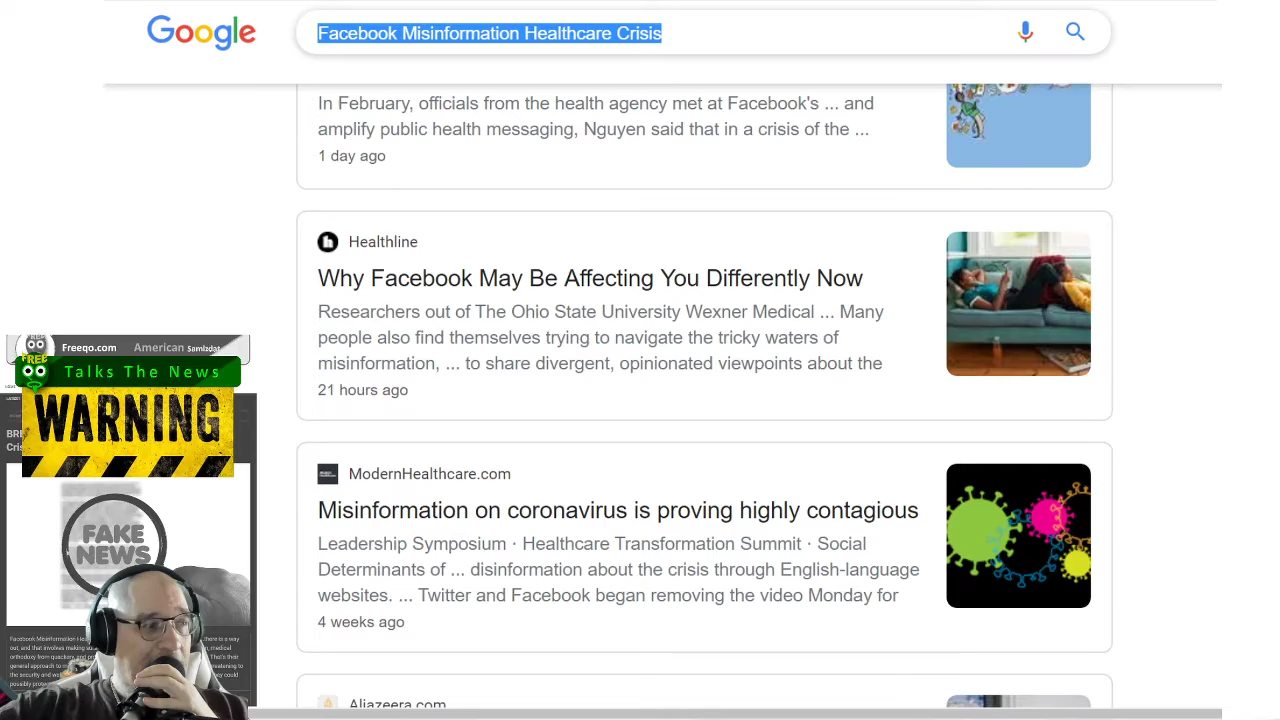 Google
Facebook Misinformation Healthcare Crisis
In February, officials from the health agency met at Facebook's ... and
amplify public health messaging, Nguyen said that in a crisis of the ...
1 day ago
Healthline
Why Facebook May Be Affecting You Differently Now
Researchers out of The Ohio State University Wexner Medical ... Many
people also find themselves trying to navigate the tricky waters of
misinformation, ... to share divergent, opinionated viewpoints about the
21 hours ago
ModernHealthcare.com
Misinformation on coronavirus is proving highly contagious
Leadership Symposium · Healthcare Transformation Summit · Social
Determinants of ... disinformation about the crisis through English-language
websites. ... Twitter and Facebook began removing the video Monday for
4 weeks ago
Aljazeera.com
Freeqo.com American Samizdat
FREE
Talks The News
WARNING
FAKE
NEWS